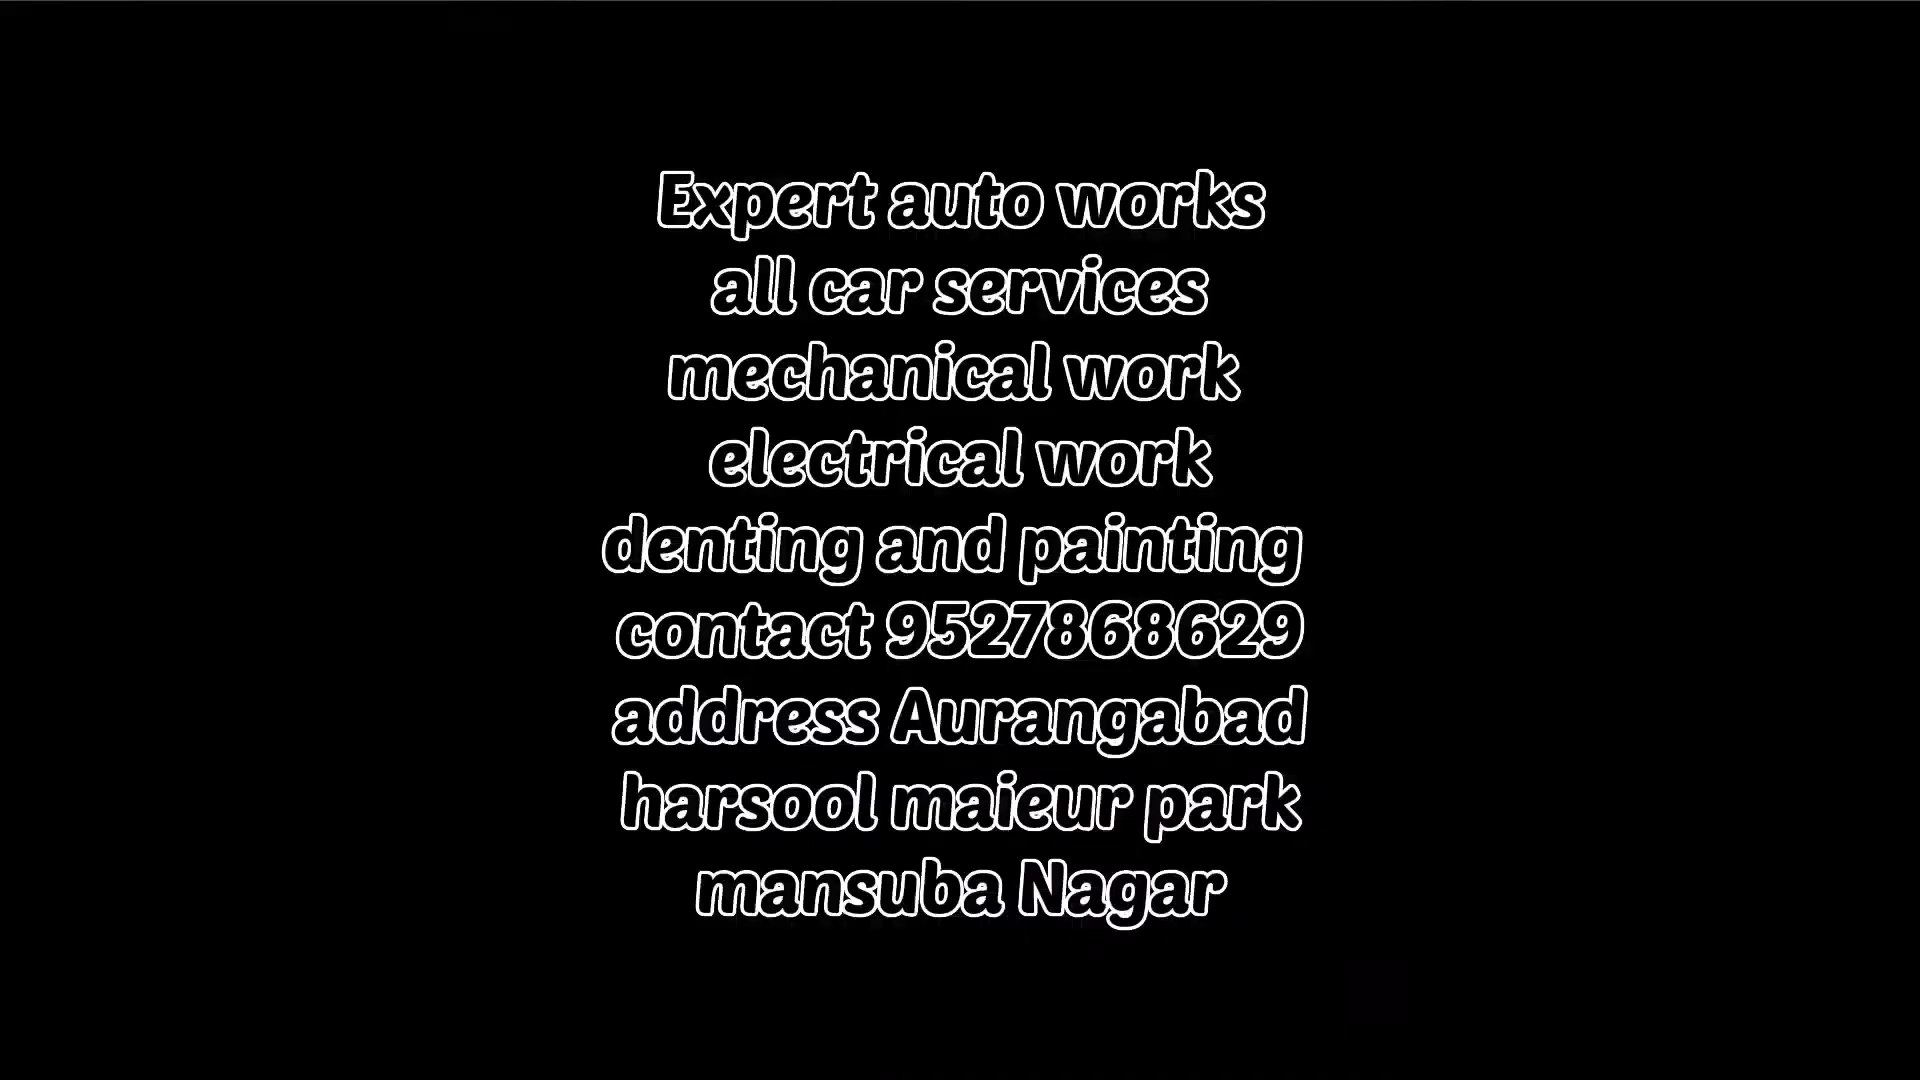 Expert auto works
all car services
mechanical work
electrical work
denting and painting
contact 9527868629
address Aurangabad
harsool maieur park
mansuba Nagar